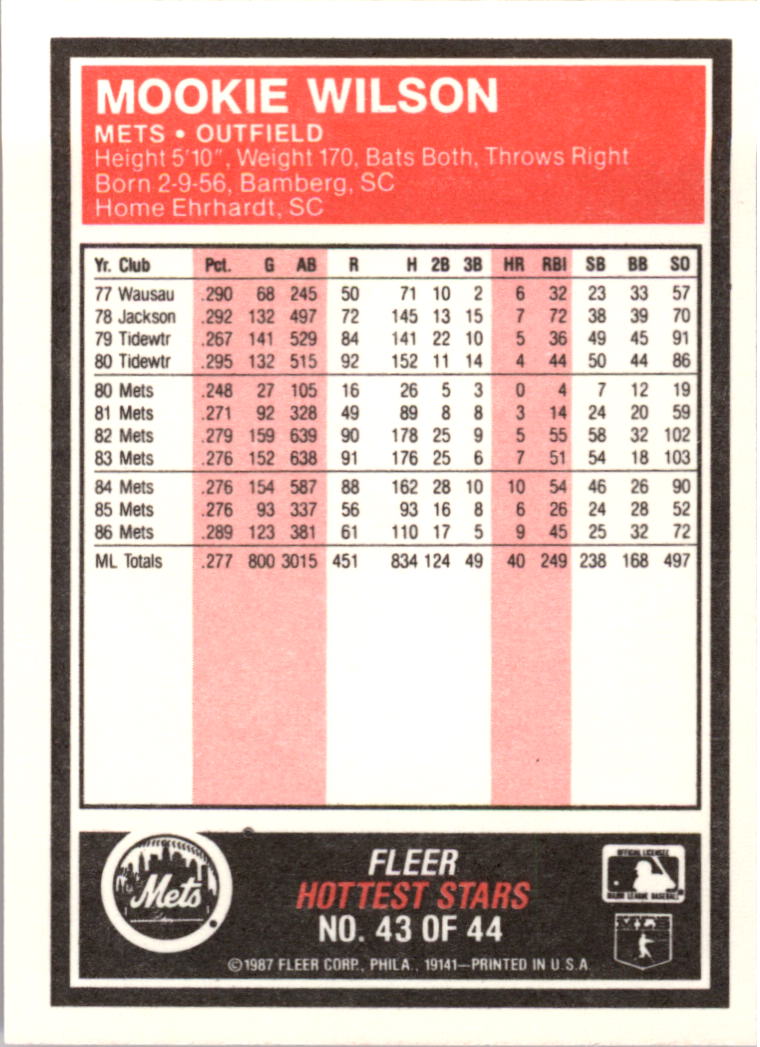 MOOKIE WILSON
METS • OUTFIELD
Height 5'10", Weight 170, Bats Both, Throws Right
Born 2-9-56, Bamberg, SC
Home Ehrhardt, SC
Yr. Club Pct. G AB R H 2B 3B HR RBI SB BB SO
77 Wausau .290 68 245 50 71 10 2 6 32 23 33 57
78 Jackson .292 132 497 72 145 13 15 7 72 38 39 70
79 Tidewtr .267 141 529 84 141 22 10 5 36 49 45 91
80 Tidewtr .295 132 515 92 152 11 14 4 44 50 44 86
80 Mets .248 27 105 16 26 5 3 0 4 7 12 19
81 Mets .271 92 328 49 89 8 8 3 14 24 20 59
82 Mets .279 159 639 90 178 25 9 5 55 58 32 102
83 Mets .276 152 638 91 176 25 6 7 51 54 18 103
84 Mets .276 154 587 88 162 28 10 10 54 46 26 90
85 Mets .276 93 337 56 93 16 8 6 26 24 28 52
86 Mets .289 123 381 61 110 17 5 9 45 25 32 72
ML Totals .277 800 3015 451 834 124 49 40 249 238 168 497
Mets
FLEER
HOTTEST STARS
NO. 43 OF 44
©1987 FLEER CORP., PHILA., 19141—PRINTED IN U.S.A.
OFFICIAL LICENSEE
MAJOR LEAGUE BASEBALL